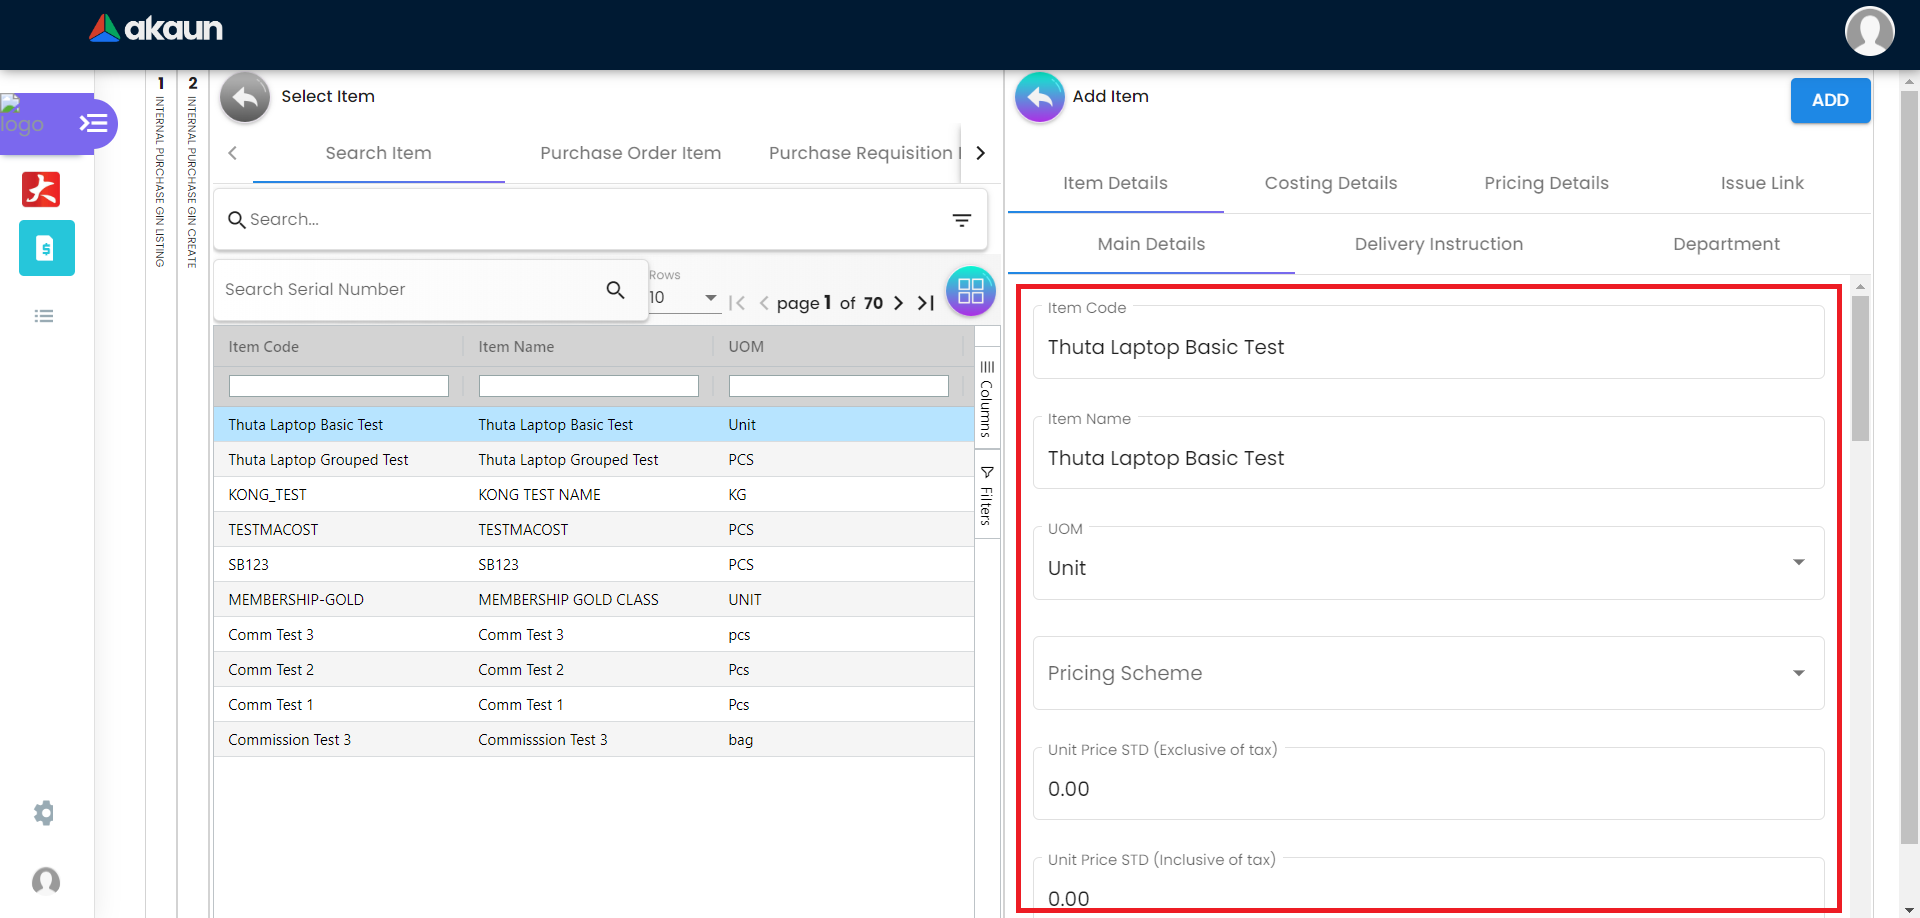 akaun
logo
1 INTERNAL PURCHASE GIN LISTING
2 INTERNAL PURCHASE GIN CREATE
Select Item
Search Item Purchase Order Item Purchase Requisition
Search...
Search Serial Number
Rows
10
page 1 of 70
Item Code Item Name UOM
Thuta Laptop Basic Test Thuta Laptop Basic Test Unit
Thuta Laptop Grouped Test Thuta Laptop Grouped Test PCS
KONG_TEST KONG TEST NAME KG
TESTMACOST TESTMACOST PCS
SB123 SB123 PCS
MEMBERSHIP-GOLD MEMBERSHIP GOLD CLASS UNIT
Comm Test 3 Comm Test 3 pcs
Comm Test 2 Comm Test 2 Pcs
Comm Test 1 Comm Test 1 Pcs
Commission Test 3 Commisssion Test 3 bag
Columns
Filters
Add Item
ADD
Item Details Costing Details Pricing Details Issue Link
Main Details Delivery Instruction Department
Item Code
Thuta Laptop Basic Test
Item Name
Thuta Laptop Basic Test
UOM
Unit
Pricing Scheme
Unit Price STD (Exclusive of tax)
0.00
Unit Price STD (Inclusive of tax)
0.00